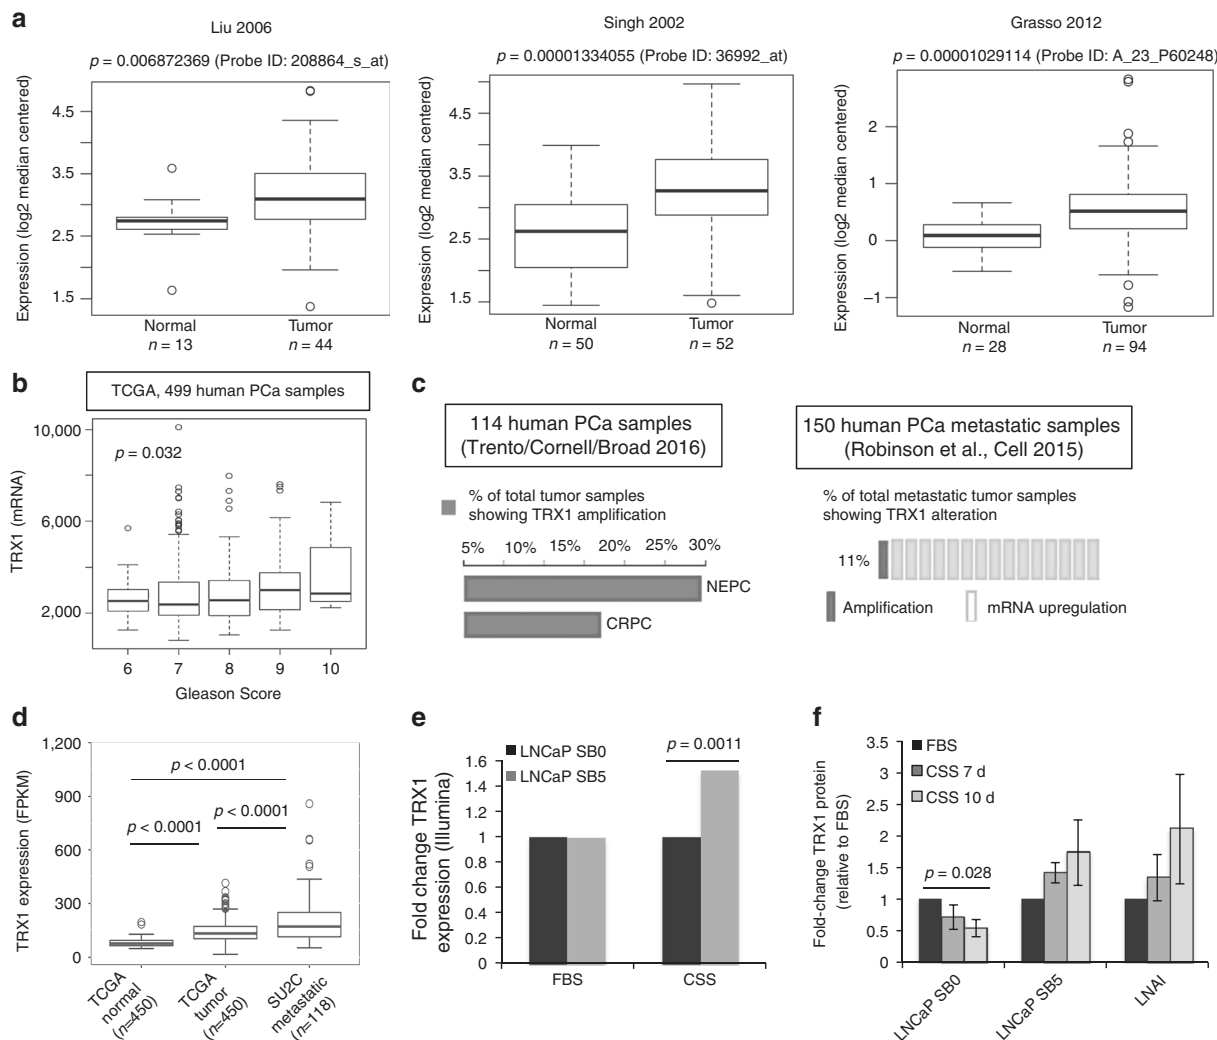 a
Liu 2006
p = 0.006872369 (Probe ID: 208864_s_at)
Expression (log2 median centered)
4.5
3.5
2.5
1.5
Normal
n = 13
Tumor
n = 44
Singh 2002
p = 0.00001334055 (Probe ID: 36992_at)
Expression (log2 median centered)
4.5
3.5
2.5
1.5
Normal
n = 50
Tumor
n = 52
Grasso 2012
p = 0.00001029114 (Probe ID: A_23_P60248)
Expression (log2 median centered)
2
1
0
−1
Normal
n = 28
Tumor
n = 94
b
TCGA, 499 human PCa samples
p = 0.032
TRX1 (mRNA)
10,000
6,000
2,000
6 7 8 9 10
Gleason Score
c
114 human PCa samples
(Trento/Cornell/Broad 2016)
% of total tumor samples
showing TRX1 amplification
5% 10% 15% 20% 25% 30%
NEPC
CRPC
150 human PCa metastatic samples
(Robinson et al., Cell 2015)
% of total metastatic tumor samples
showing TRX1 alteration
11%
Amplification
mRNA upregulation
d
TRX1 expression (FPKM)
1,200
900
600
300
0
p < 0.0001
p < 0.0001
p < 0.0001
TCGA
normal
(n=450)
TCGA
tumor
(n=450)
SU2C
metastatic
(n=118)
e
LNCaP SB0
LNCaP SB5
p = 0.0011
Fold change TRX1
expression (Illumina)
1.6
1.4
1.2
1
0.8
0.6
0.4
0.2
0
FBS
CSS
f
FBS
CSS 7 d
CSS 10 d
Fold-change TRX1 protein
(relative to FBS)
3.5
3
2.5
2
1.5
1
0.5
0
p = 0.028
LNCaP SB0
LNCaP SB5
LNAI